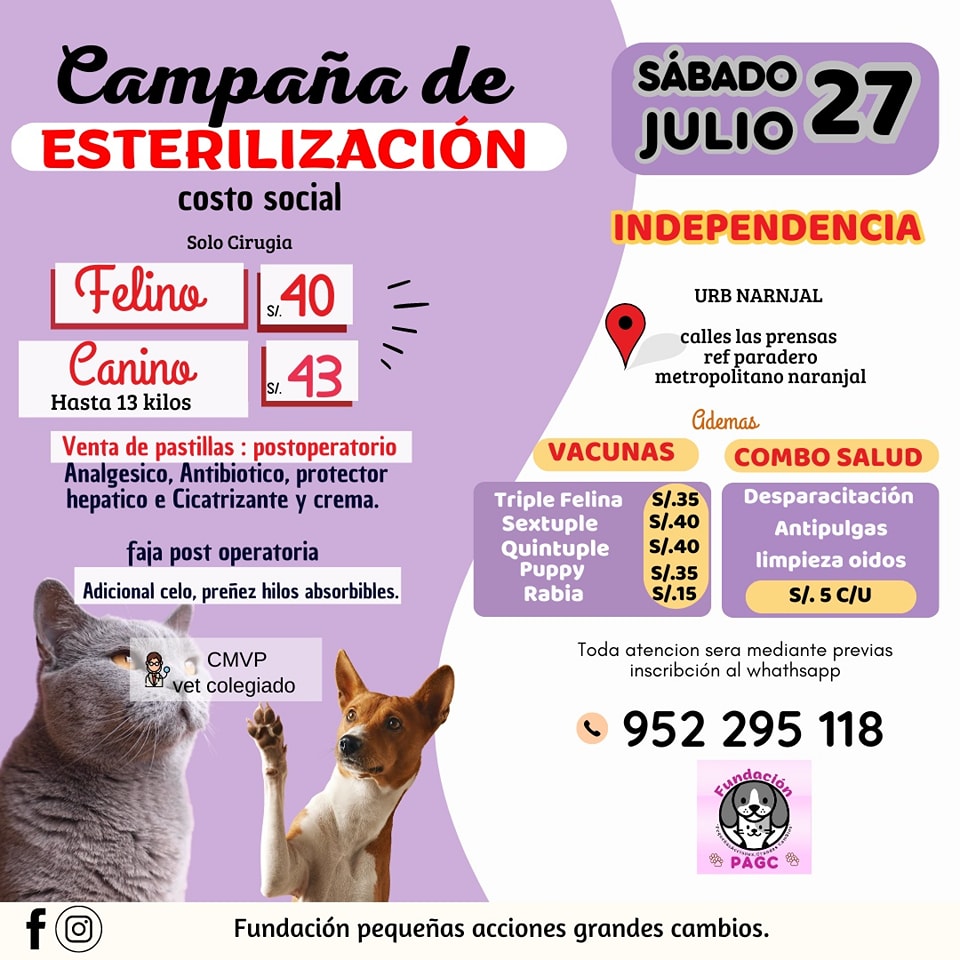 Campaña de
ESTERILIZACIÓN
costo social
Solo Cirugia
Felino
S/. 40
Canino
Hasta 13 kilos
S/. 43
Venta de pastillas : postoperatorio
Analgesico, Antibiotico, protector
hepatico e Cicatrizante y crema.
faja post operatoria
Adicional celo, preñez hilos absorbibles.
CMVP
vet colegiado
SÁBADO
JULIO 27
INDEPENDENCIA
URB NARNJAL
calles las prensas
ref paradero
metropolitano naranjal
Ademas
VACUNAS
Triple Felina S/.35
Sextuple S/.40
Quintuple S/.40
Puppy S/.35
Rabia S/.15
COMBO SALUD
Desparacitación
Antipulgas
limpieza oidos
S/. 5 C/U
Toda atencion sera mediante previas
inscribción al whathsapp
952 295 118
Fundación
PAGC
Fundación pequeñas acciones grandes cambios.